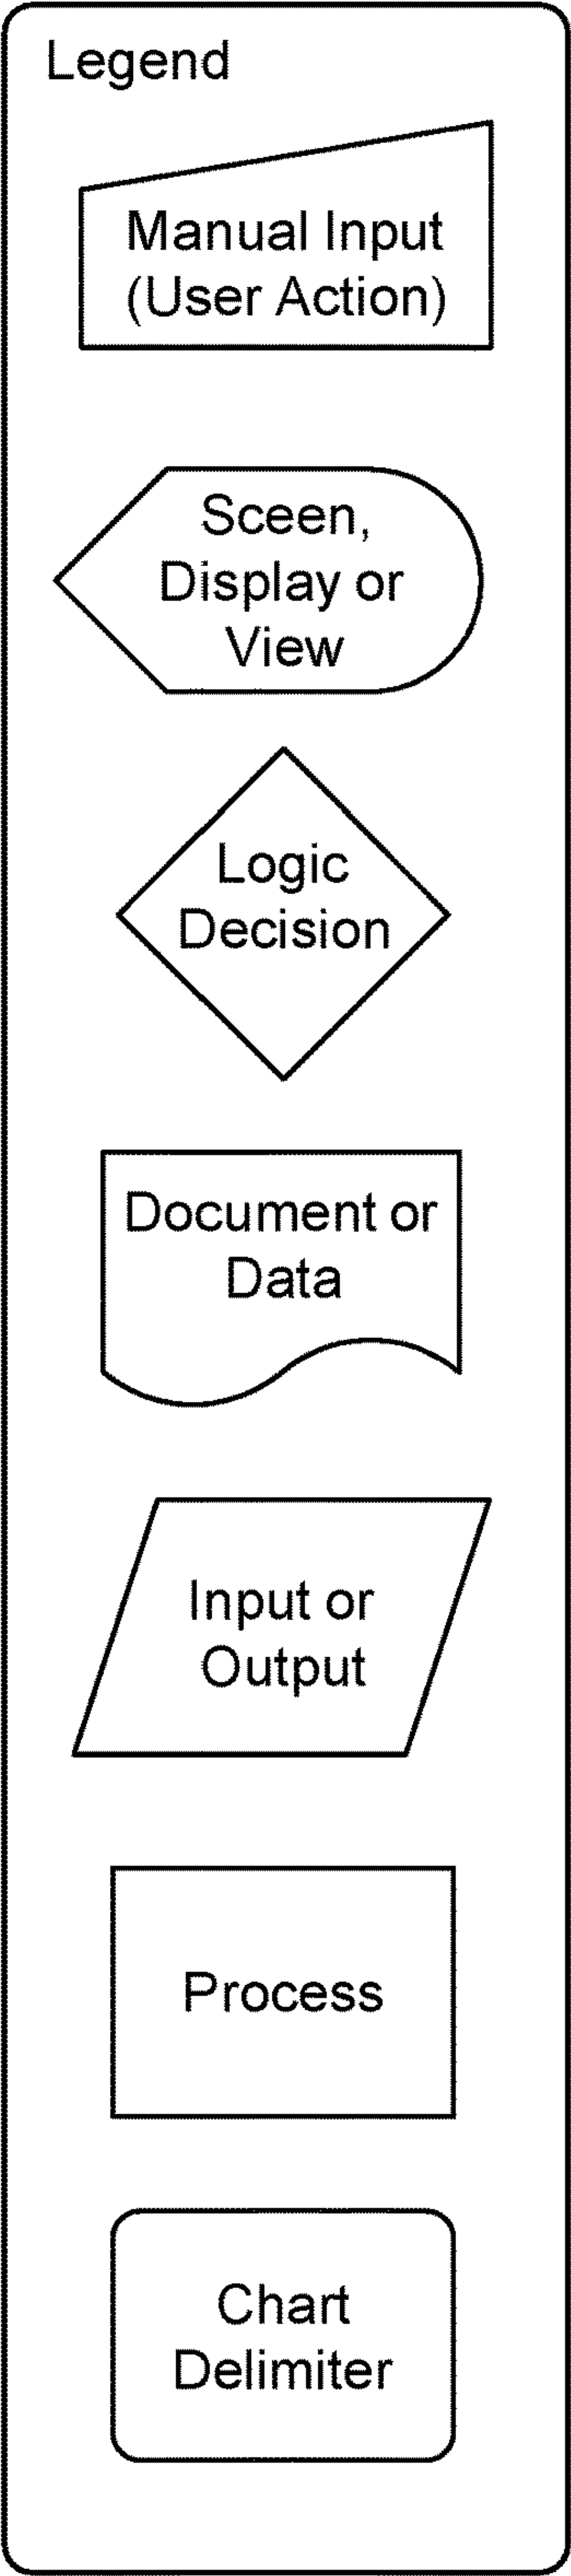 Legend
Manual Input
(User Action)
Sceen,
Display or
View
Logic
Decision
Document or
Data
Input or
Output
Process
Chart
Delimiter